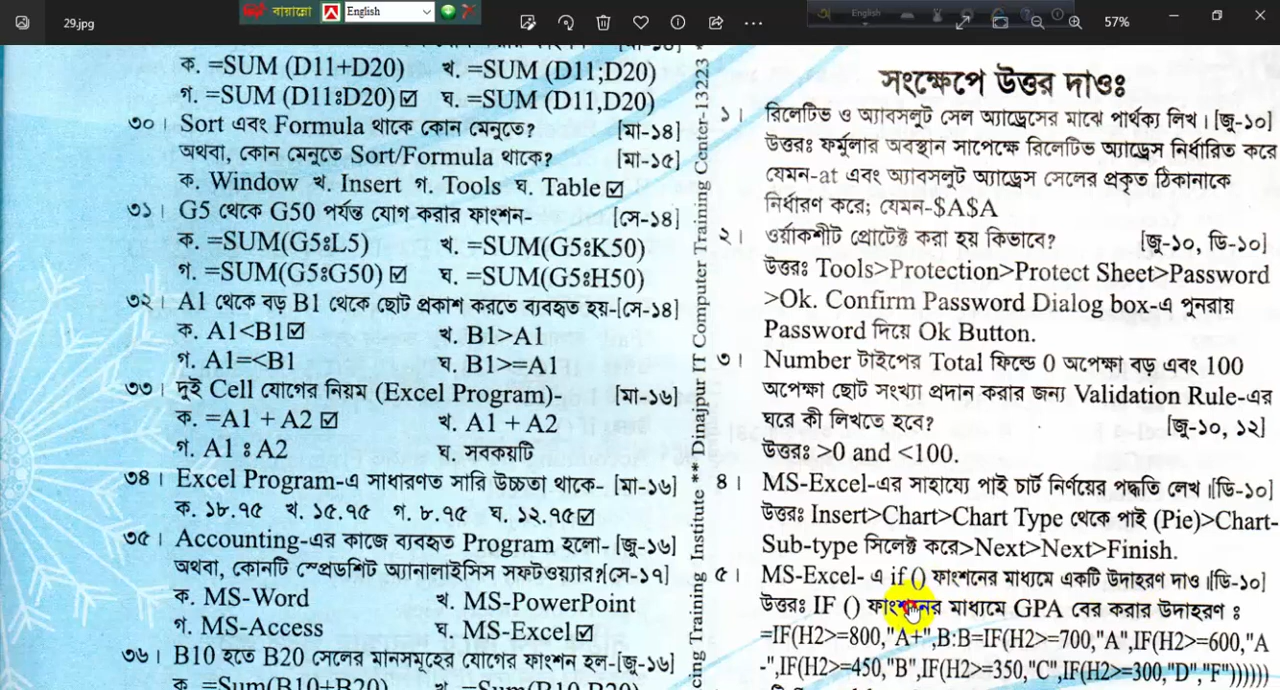 29.jpg
বায়ান্নো
English
English
57%
ক. =SUM (D11+D20) খ. =SUM (D11;D20)
গ. =SUM (D11ঃD20) ☑ ঘ. =SUM (D11,D20)
৩০। Sort এবং Formula থাকে কোন মেনুতে? [মা-১৪]
অথবা, কোন মেনুতে Sort/Formula থাকে? [মা-১৫]
ক. Window খ. Insert গ. Tools ঘ. Table ☑
৩১। G5 থেকে G50 পর্যন্ত যোগ করার ফাংশন- [সে-১৪]
ক. =SUM(G5ঃL5) খ. =SUM(G5ঃK50)
গ. =SUM(G5ঃG50) ☑ ঘ. =SUM(G5ঃH50)
৩২। A1 থেকে বড় B1 থেকে ছোট প্রকাশ করতে ব্যবহৃত হয়-[সে-১৪]
ক. A1<B1☑ খ. B1>A1
গ. A1=<B1 ঘ. B1>=A1
৩৩। দুই Cell যোগের নিয়ম (Excel Program)- [মা-১৬]
ক. =A1 + A2 ☑ খ. A1 + A2
গ. A1 ঃ A2 ঘ. সবকয়টি
৩৪। Excel Program-এ সাধারণত সারি উচ্চতা থাকে- [মা-১৬]
ক. ১৮.৭৫ খ. ১৫.৭৫ গ. ৮.৭৫ ঘ. ১২.৭৫☑
৩৫। Accounting-এর কাজে ব্যবহৃত Program হলো- [জু-১৬]
অথবা, কোনটি স্প্রেডশিট অ্যানালাইসিস সফটওয়্যার?[সে-১৭]
ক. MS-Word খ. MS-PowerPoint
গ. MS-Access ঘ. MS-Excel☑
৩৬। B10 হতে B20 সেলের মানসমূহের যোগের ফাংশন হল-[জু-১৬]
ক. =Sum(B10+B20) খ. =Sum(B10,B20)
cing Training Institute ** Dinajpur IT Computer Training Center-13223 *
সংক্ষেপে উত্তর দাওঃ
১। রিলেটিভ ও অ্যাবসলুট সেল অ্যাড্রেসের মাঝে পার্থক্য লিখ। [জু-১০]
উত্তরঃ ফর্মুলার অবস্থান সাপেক্ষে রিলেটিভ অ্যাড্রেস নির্ধারিত করে
যেমন-at এবং অ্যাবসলুট অ্যাড্রেস সেলের প্রকৃত ঠিকানাকে
নির্ধারণ করে; যেমন-$A$A
২। ওর্য়াকশীট প্রোটেক্ট করা হয় কিভাবে? [জু-১০, ডি-১০]
উত্তরঃ Tools>Protection>Protect Sheet>Password
>Ok. Confirm Password Dialog box-এ পুনরায়
Password দিয়ে Ok Button.
৩। Number টাইপের Total ফিল্ডে 0 অপেক্ষা বড় এবং 100
অপেক্ষা ছোট সংখ্যা প্রদান করার জন্য Validation Rule-এর
ঘরে কী লিখতে হবে? [জু-১০, ১২]
উত্তরঃ >0 and <100.
৪। MS-Excel-এর সাহায্যে পাই চার্ট নির্ণয়ের পদ্ধতি লেখ।[ডি-১০]
উত্তরঃ Insert>Chart>Chart Type থেকে পাই (Pie)>Chart-
Sub-type সিলেক্ট করে>Next>Next>Finish.
৫। MS-Excel- এ if () ফাংশনের মাধ্যমে একটি উদাহরণ দাও।[ডি-১০]
উত্তরঃ IF () ফাংশনের মাধ্যমে GPA বের করার উদাহরণ ঃ
=IF(H2>=800,"A+",B:B=IF(H2>=700,"A",IF(H2>=600,"A
-",IF(H2>=450,"B",IF(H2>=350,"C",IF(H2>=300,"D","F"))))))